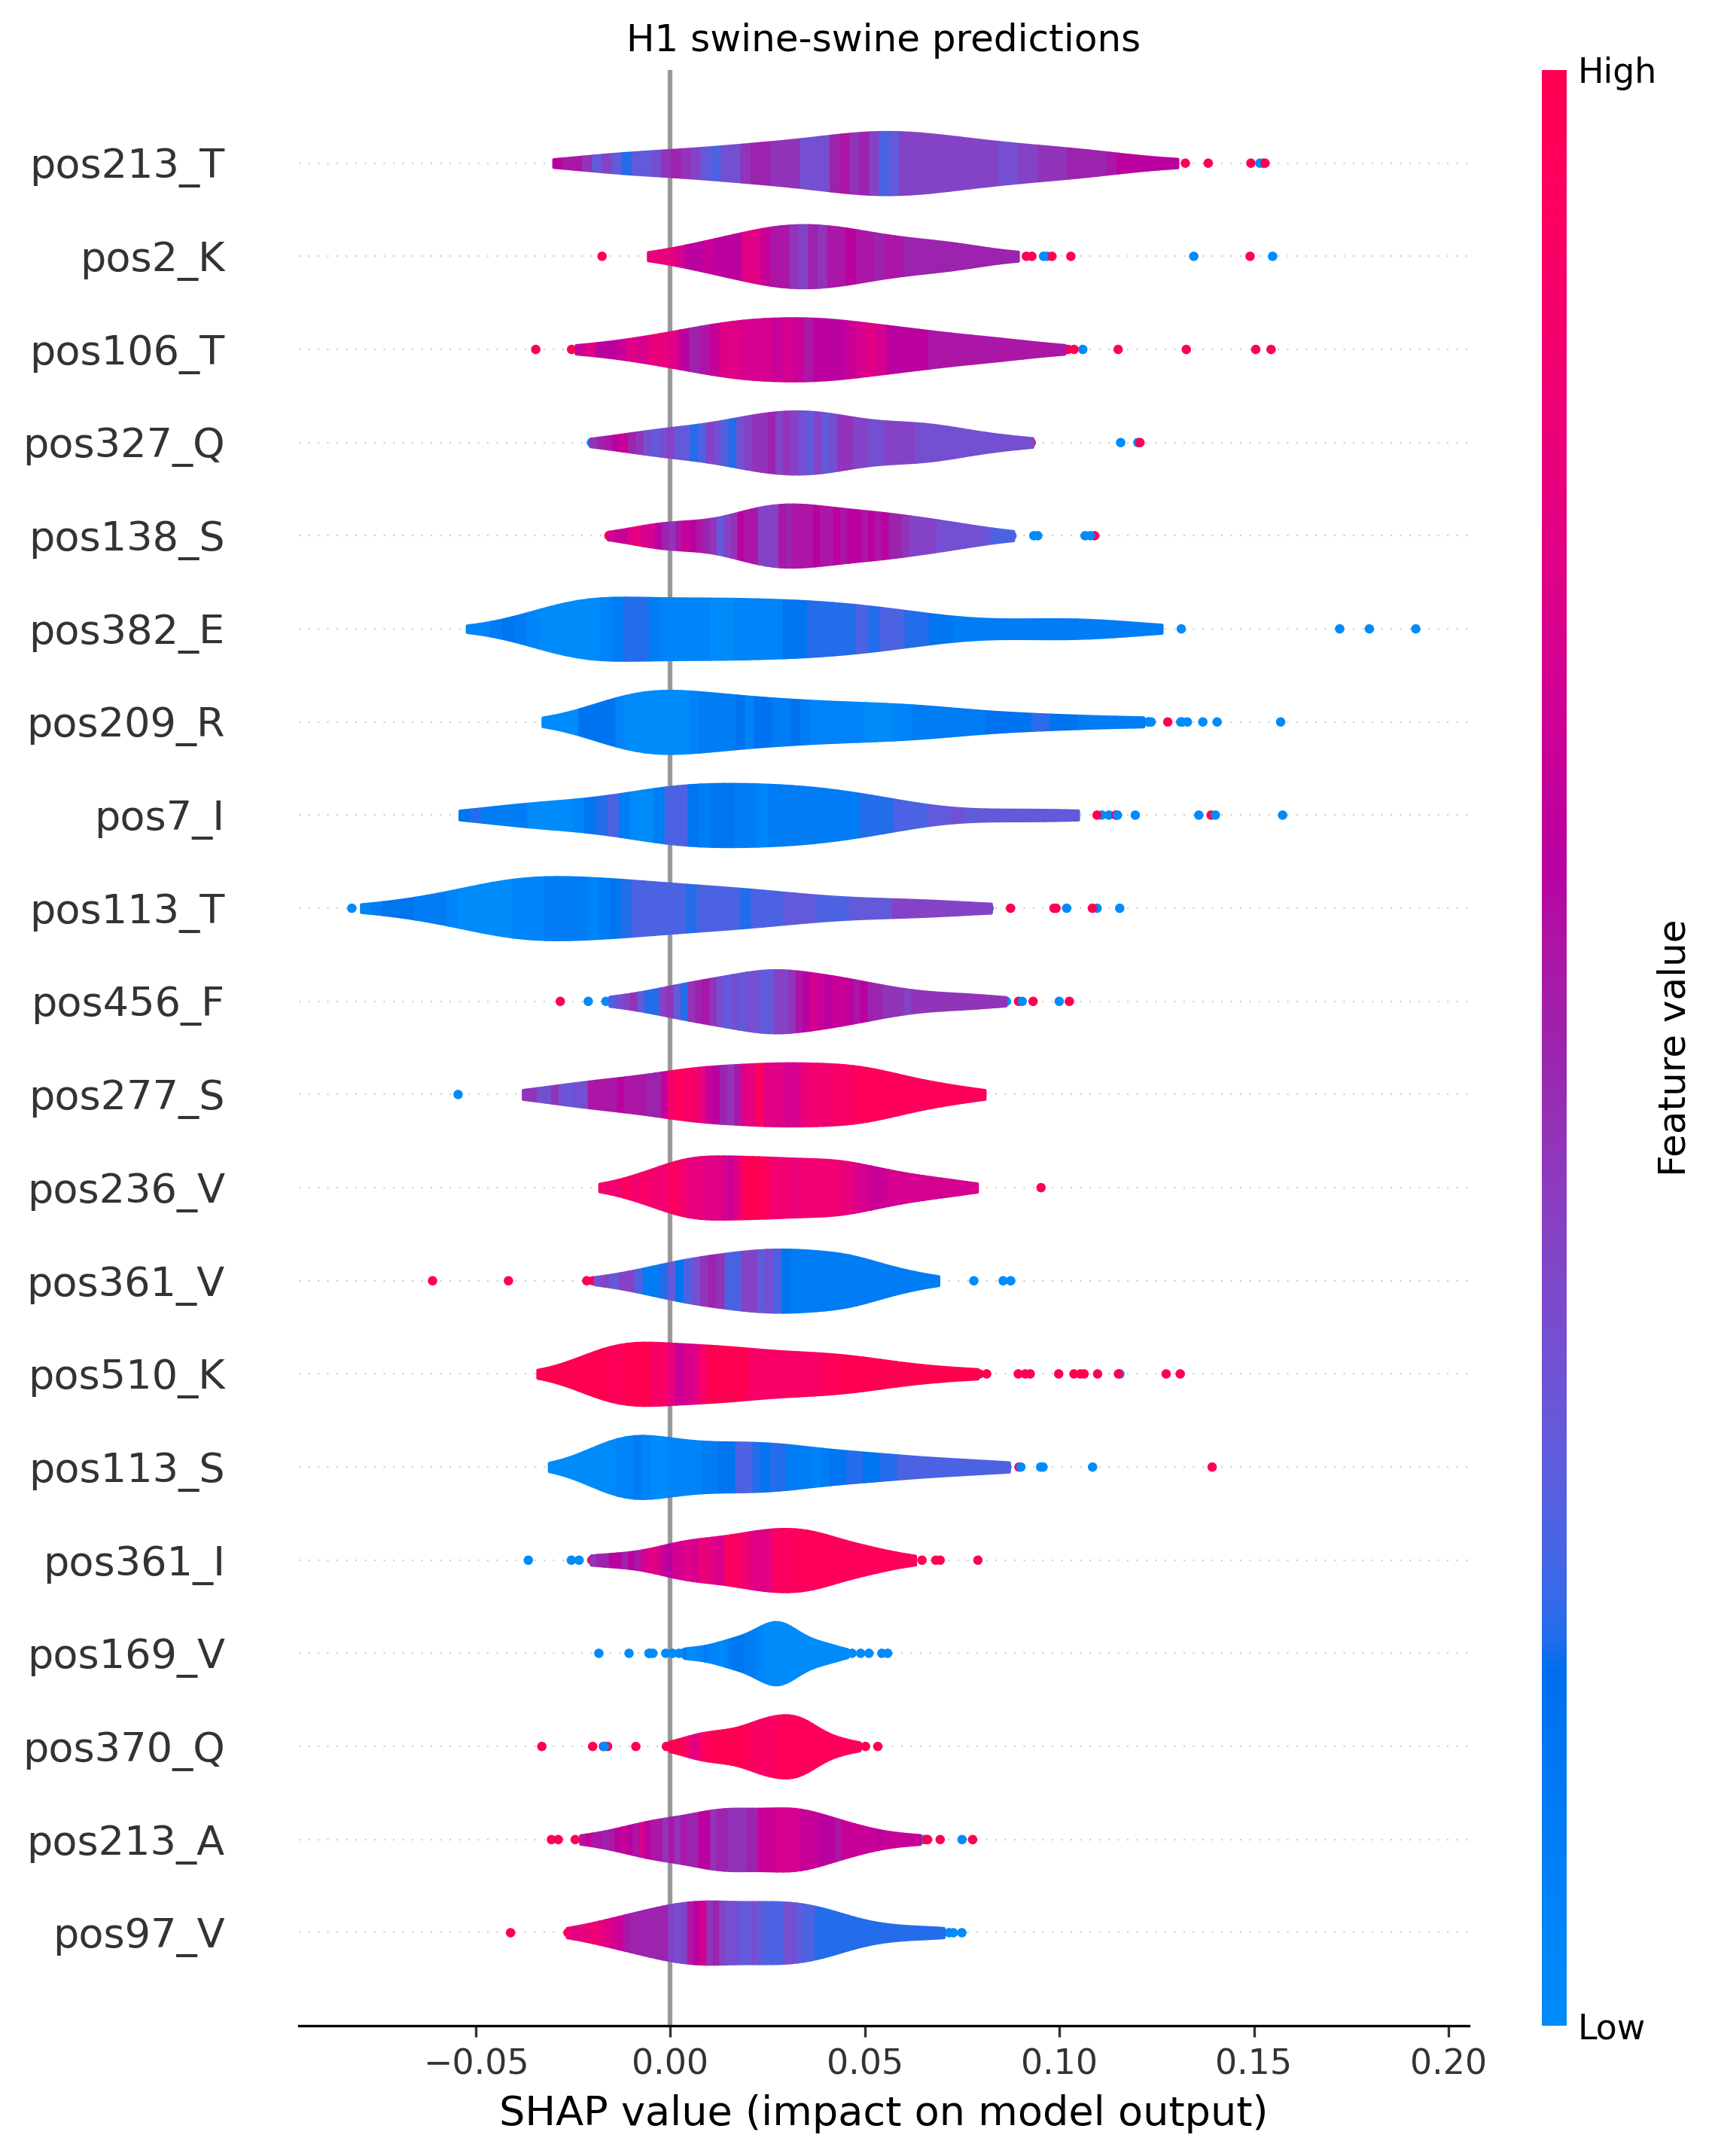 H1 swine-swine predictions
High
pos213_T
pos2_K
pos106_T
pos327_Q
pos138_S
pos382_E
pos209_R
pos7_I
pos113_T
pos456_F
pos277_S
pos236_V
pos361_V
pos510_K
pos113_S
pos361_I
pos169_V
pos370_Q
pos213_A
pos97_V
Feature value
Low
−0.05 0.00 0.05 0.10 0.15 0.20
SHAP value (impact on model output)